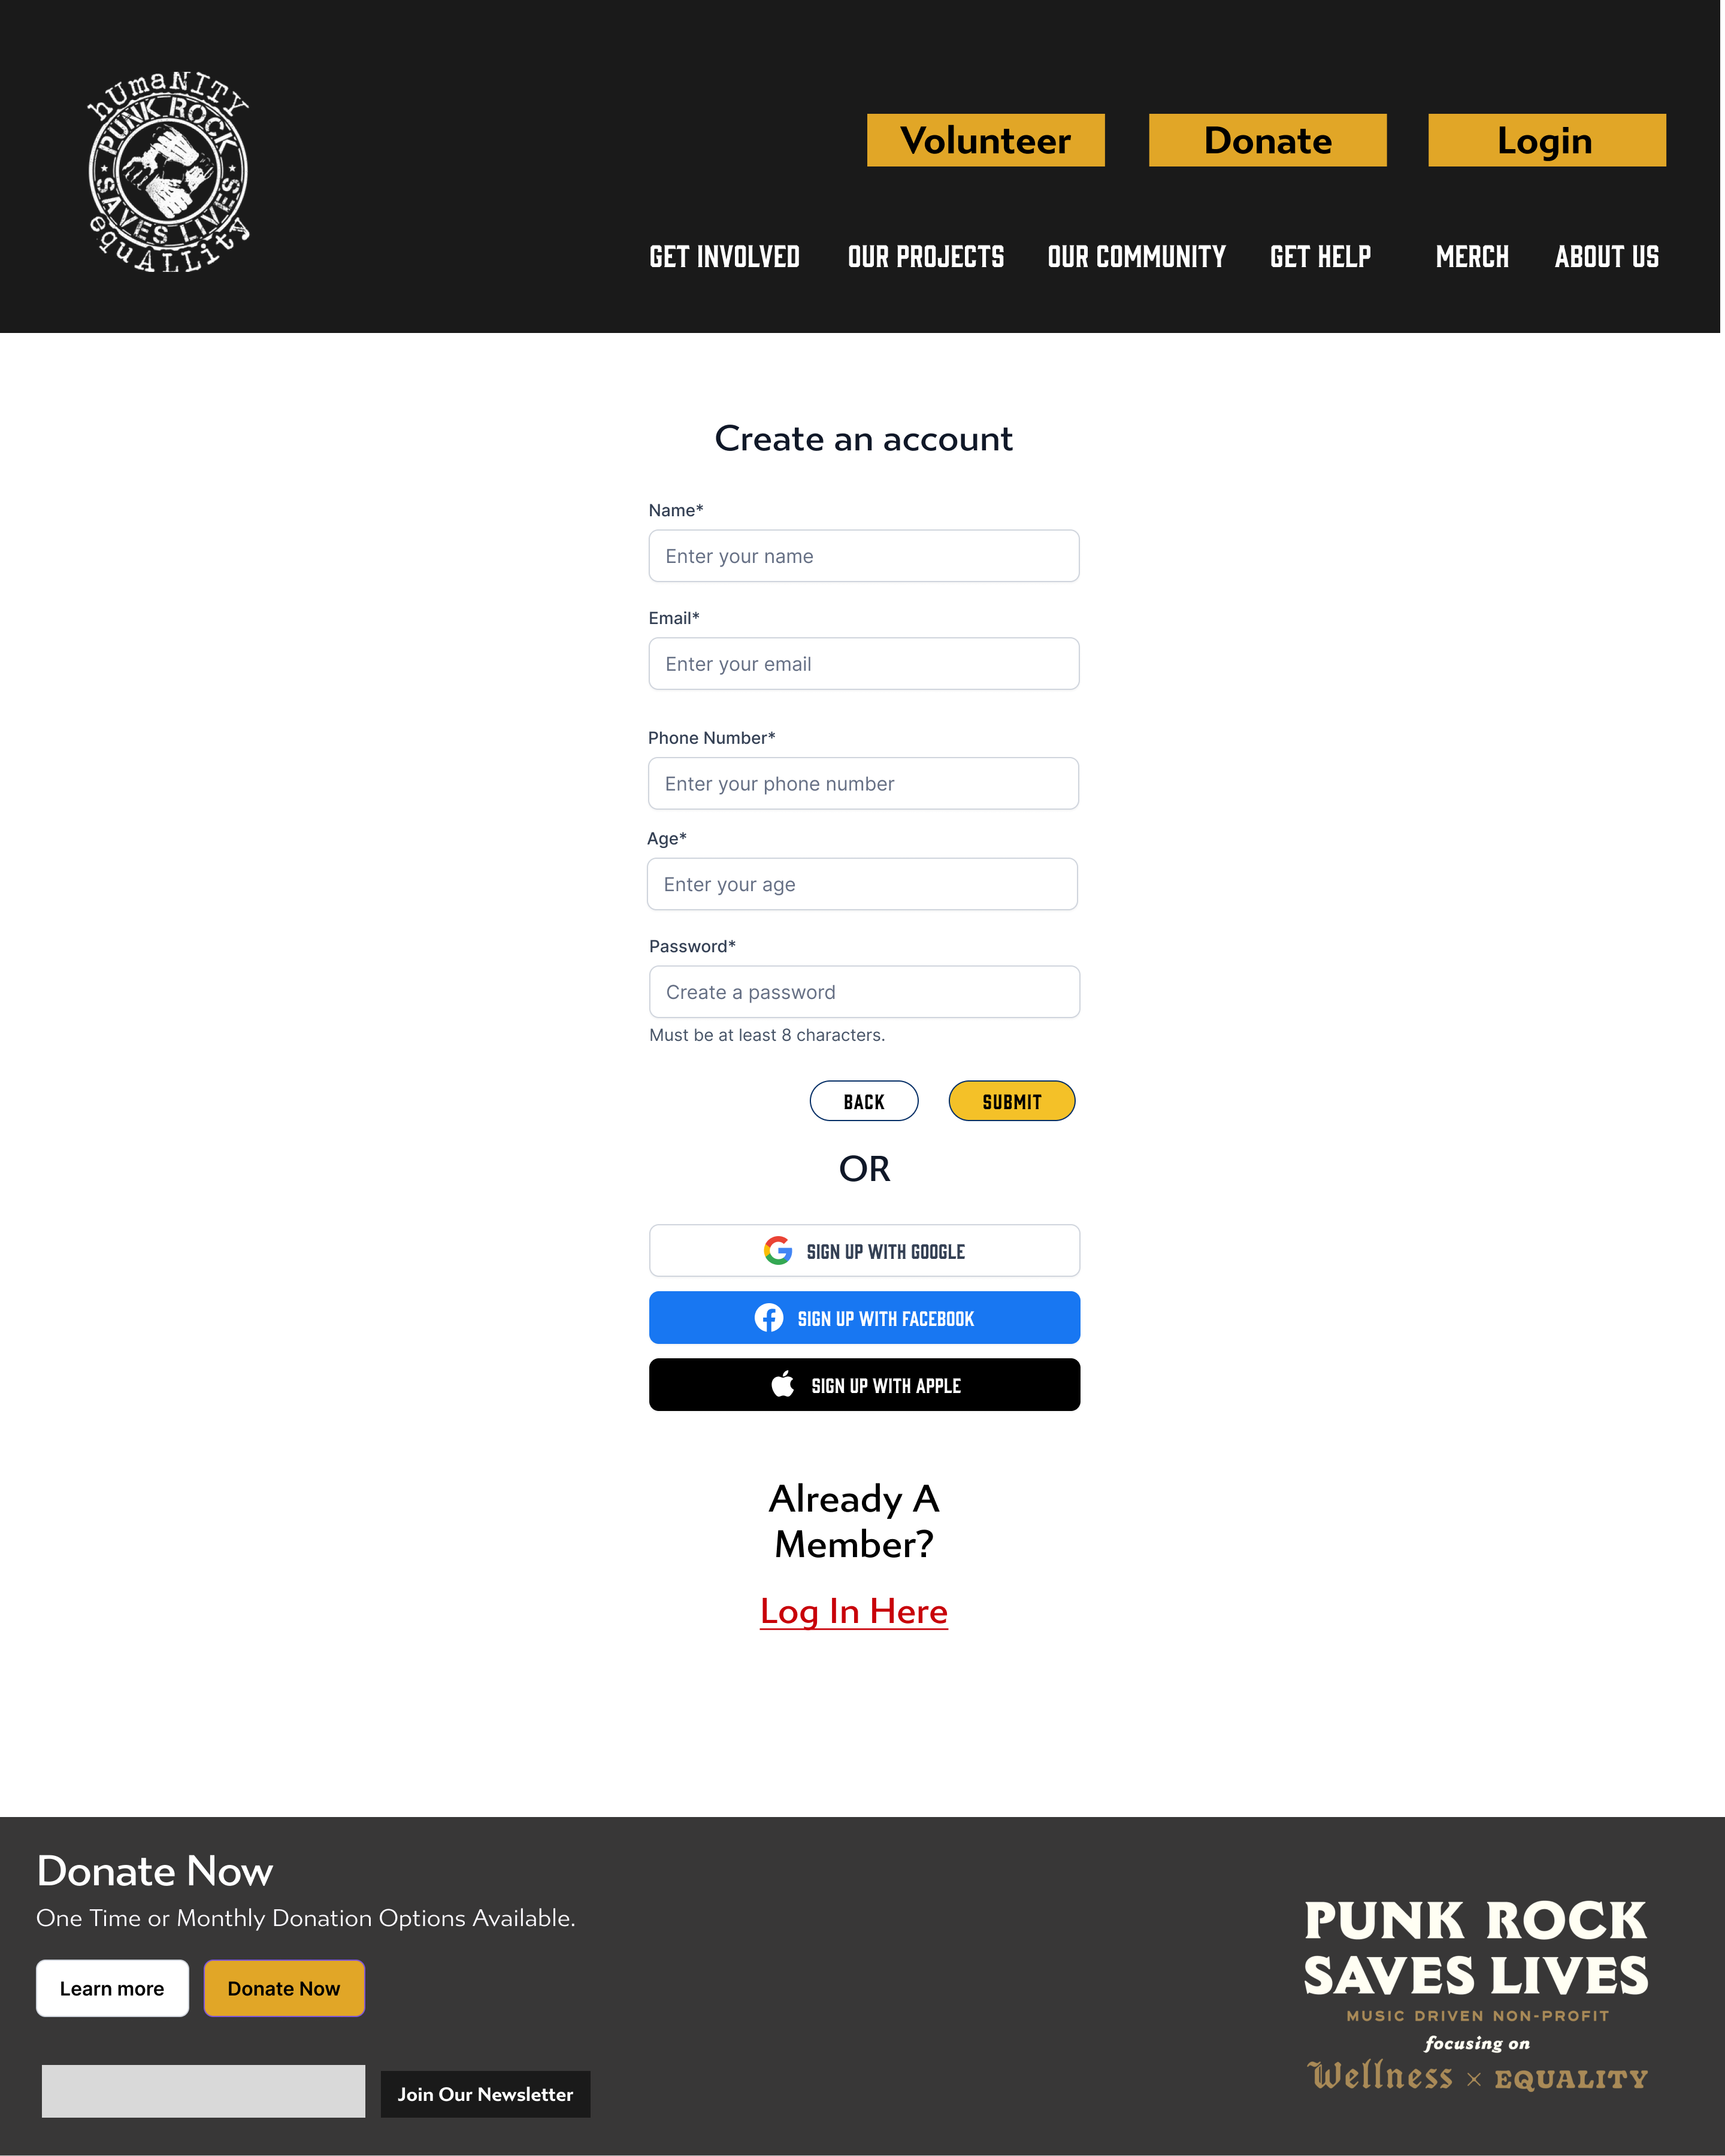 humaNITY
PUNK ROCK
SAVES LIVES
equALLity
Volunteer
Donate
Login
GET INVOLVED
OUR PROJECTS
OUR COMMUNITY
GET HELP
MERCH
ABOUT US
Create an account
Name*
Enter your name
Email*
Enter your email
Phone Number*
Enter your phone number
Age*
Enter your age
Password*
Create a password
Must be at least 8 characters.
BACK
SUBMIT
OR
SIGN UP WITH GOOGLE
SIGN UP WITH FACEBOOK
SIGN UP WITH APPLE
Already A
Member?
Log In Here
Donate Now
One Time or Monthly Donation Options Available.
Learn more
Donate Now
Join Our Newsletter
PUNK ROCK
SAVES LIVES
MUSIC DRIVEN NON-PROFIT
focusing on
Wellness × EQUALITY